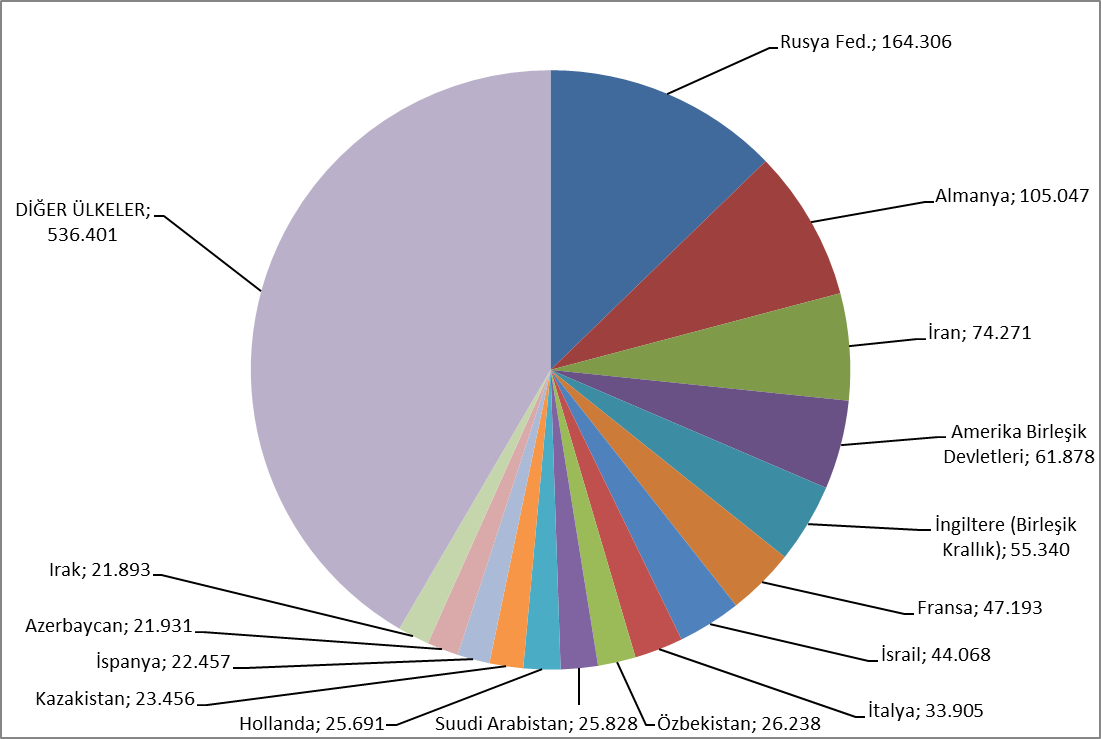 Rusya Fed.; 164.306
Almanya; 105.047
İran; 74.271
Amerika Birleşik
Devletleri; 61.878
İngiltere (Birleşik
Krallık); 55.340
Fransa; 47.193
İsrail; 44.068
İtalya; 33.905
Özbekistan; 26.238
Suudi Arabistan; 25.828
Hollanda; 25.691
Kazakistan; 23.456
İspanya; 22.457
Azerbaycan; 21.931
Irak; 21.893
DİĞER ÜLKELER;
536.401